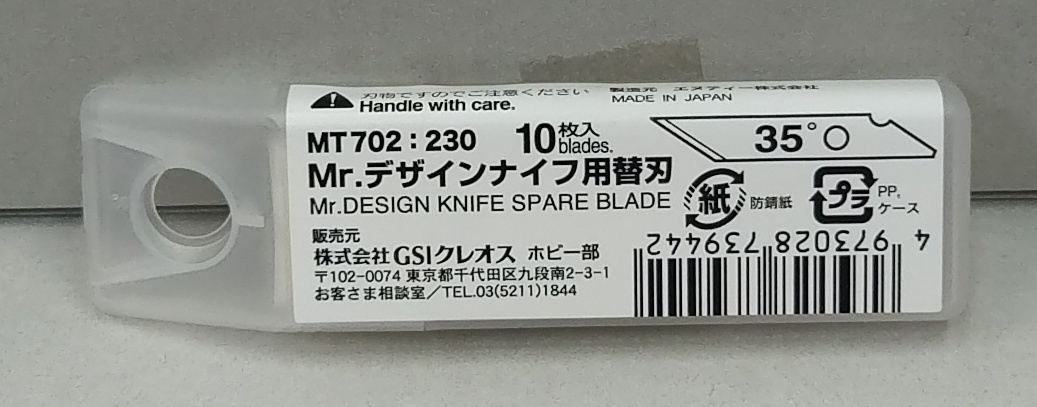 刃物ですのでご注意ください
Handle with care.
製造元 エヌティー株式会社
MADE IN JAPAN
MT702:230
10枚入
blades.
35°
Mr.デザインナイフ用替刃
Mr.DESIGN KNIFE SPARE BLADE
紙
防錆紙
プラ
PP,
ケース
販売元
株式会社GSIクレオス ホビー部
〒102-0074 東京都千代田区九段南2-3-1
お客さま相談室/TEL.03(5211)1844
4 973028 739442